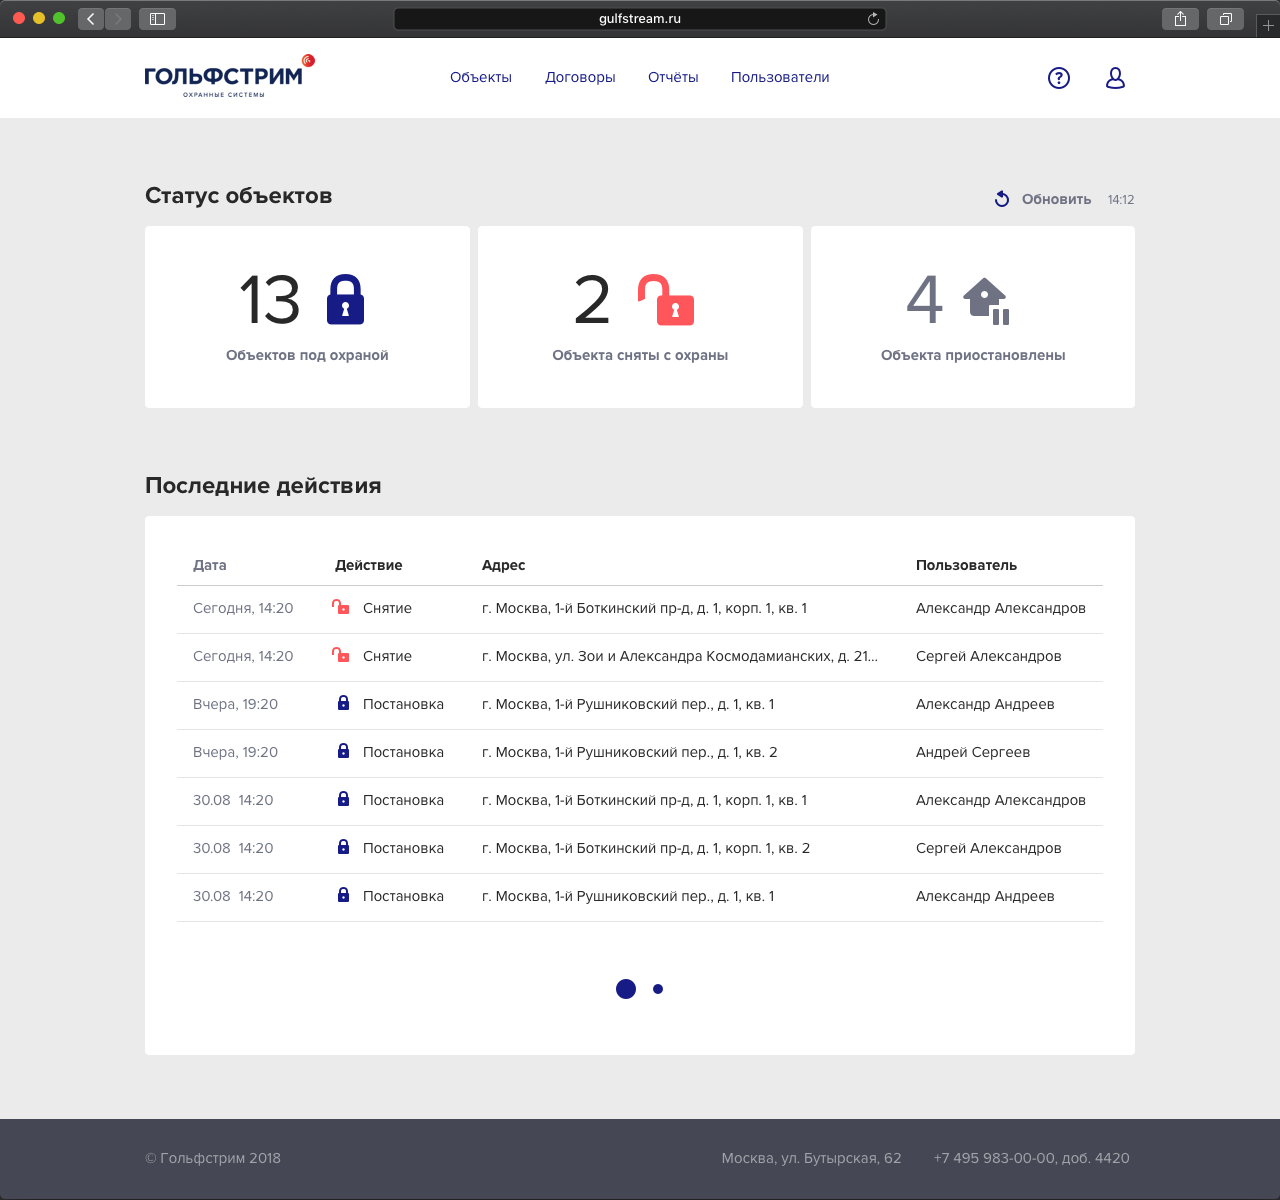 gulfstream.ru
ГОЛЬФСТРИМ
ОХРАННЫЕ СИСТЕМЫ
Объекты Договоры Отчёты Пользователи
Статус объектов
Обновить 14:12
13 2 4
Объектов под охраной Объекта сняты с охраны Объекта приостановлены
Последние действия
Дата Действие Адрес Пользователь
Сегодня, 14:20 Снятие г. Москва, 1-й Боткинский пр-д, д. 1, корп. 1, кв. 1 Александр Александров
Сегодня, 14:20 Снятие г. Москва, ул. Зои и Александра Космодамианских, д. 21... Сергей Александров
Вчера, 19:20 Постановка г. Москва, 1-й Рушниковский пер., д. 1, кв. 1 Александр Андреев
Вчера, 19:20 Постановка г. Москва, 1-й Рушниковский пер., д. 1, кв. 2 Андрей Сергеев
30.08 14:20 Постановка г. Москва, 1-й Боткинский пр-д, д. 1, корп. 1, кв. 1 Александр Александров
30.08 14:20 Постановка г. Москва, 1-й Боткинский пр-д, д. 1, корп. 1, кв. 2 Сергей Александров
30.08 14:20 Постановка г. Москва, 1-й Рушниковский пер., д. 1, кв. 1 Александр Андреев
© Гольфстрим 2018 Москва, ул. Бутырская, 62 +7 495 983-00-00, доб. 4420